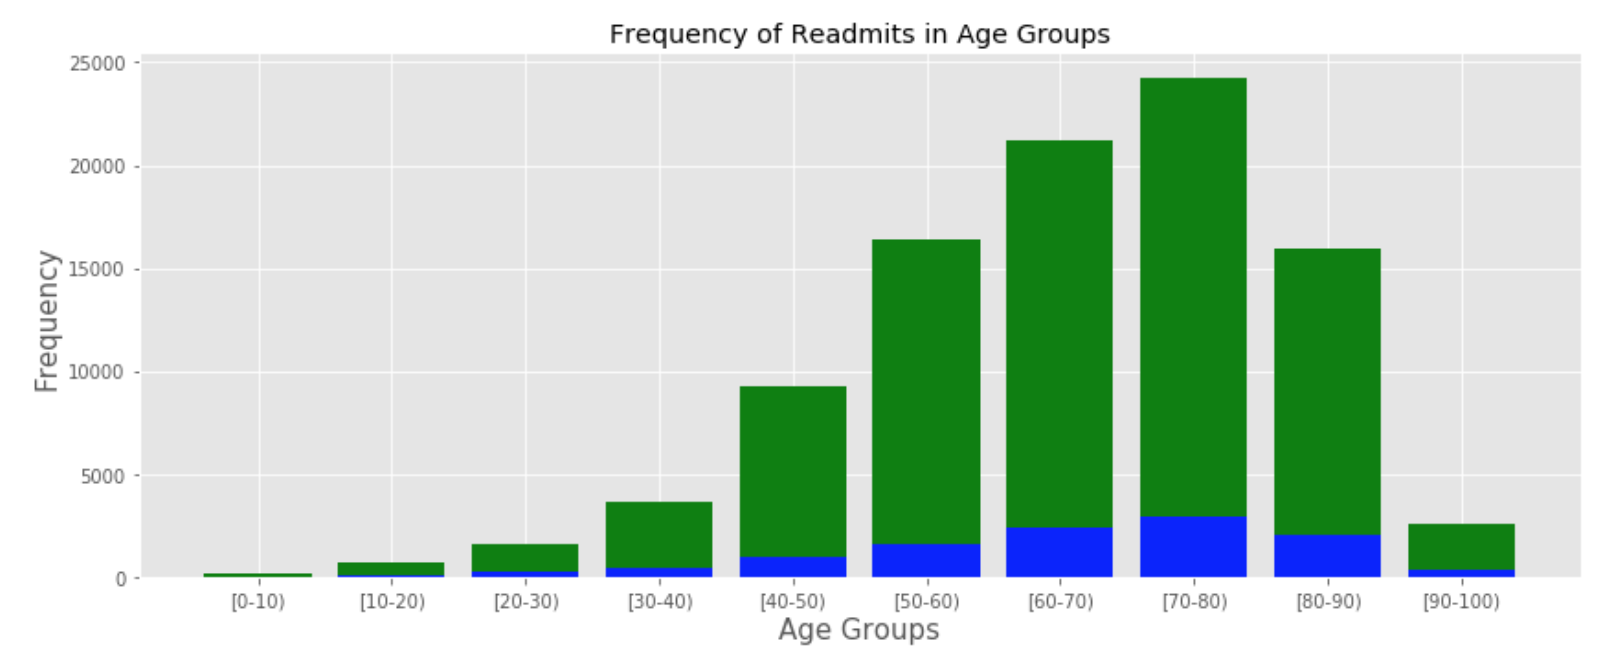 Frequency of Readmits in Age Groups
25000
20000
15000
10000
5000
0
Frequency
[0-10) [10-20) [20-30) [30-40) [40-50) [50-60) [60-70) [70-80) [80-90) [90-100)
Age Groups